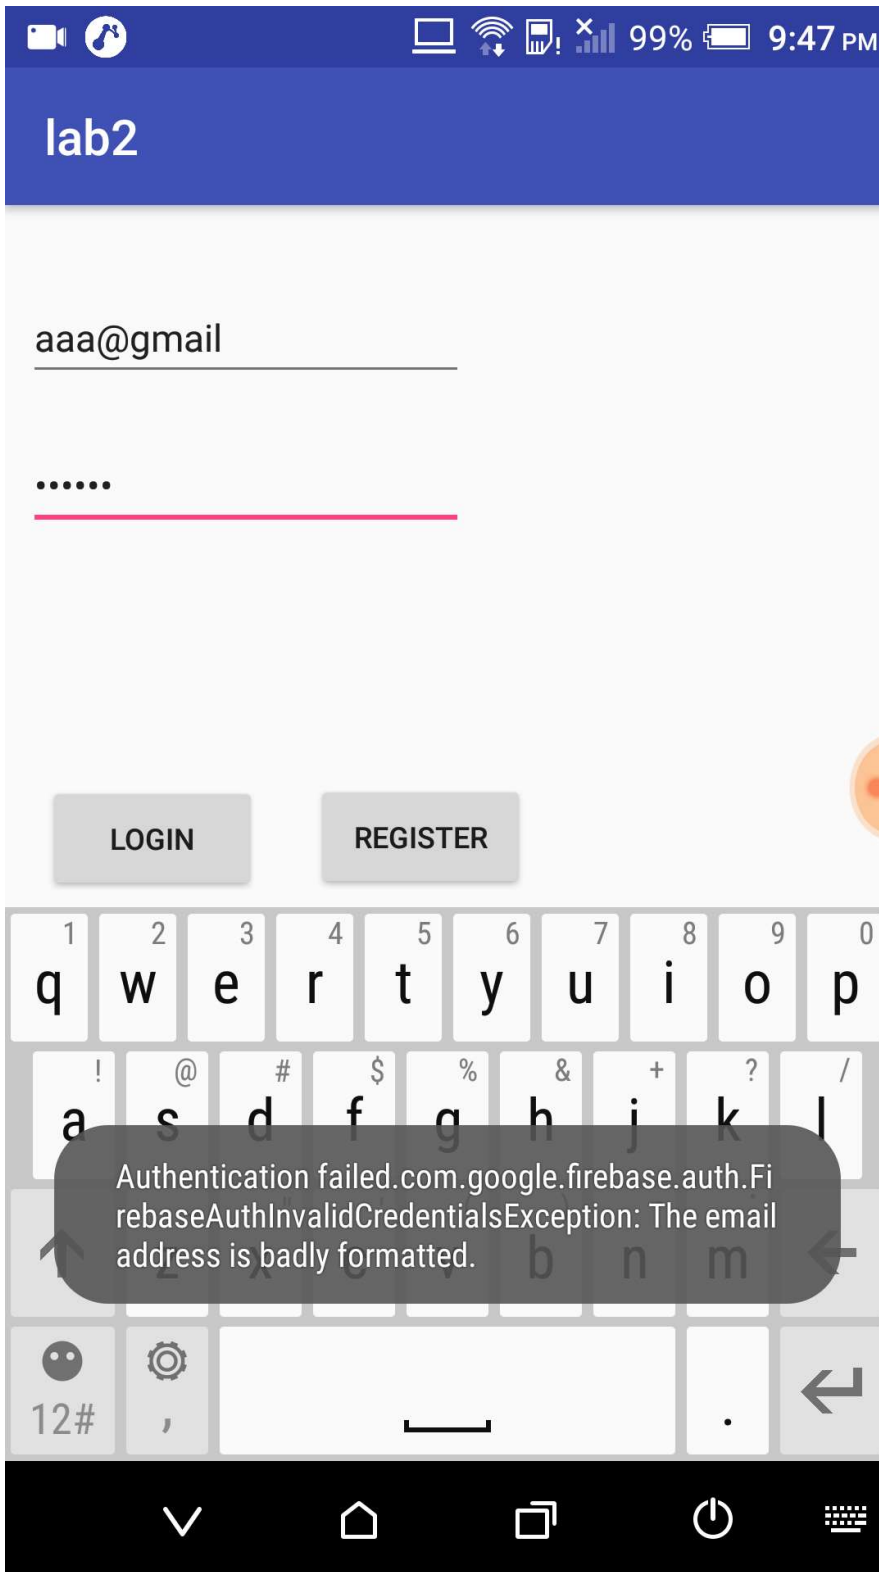 99% 9:47 PM
lab2
aaa@gmail
••••••
LOGIN REGISTER
1 2 3 4 5 6 7 8 9 0
q w e r t y u i o p
! @ # $ % & + ? /
a s d f g h j k l
Authentication failed.com.google.firebase.auth.Fi
rebaseAuthInvalidCredentialsException: The email
address is badly formatted.
z x c v b n m
12# , .